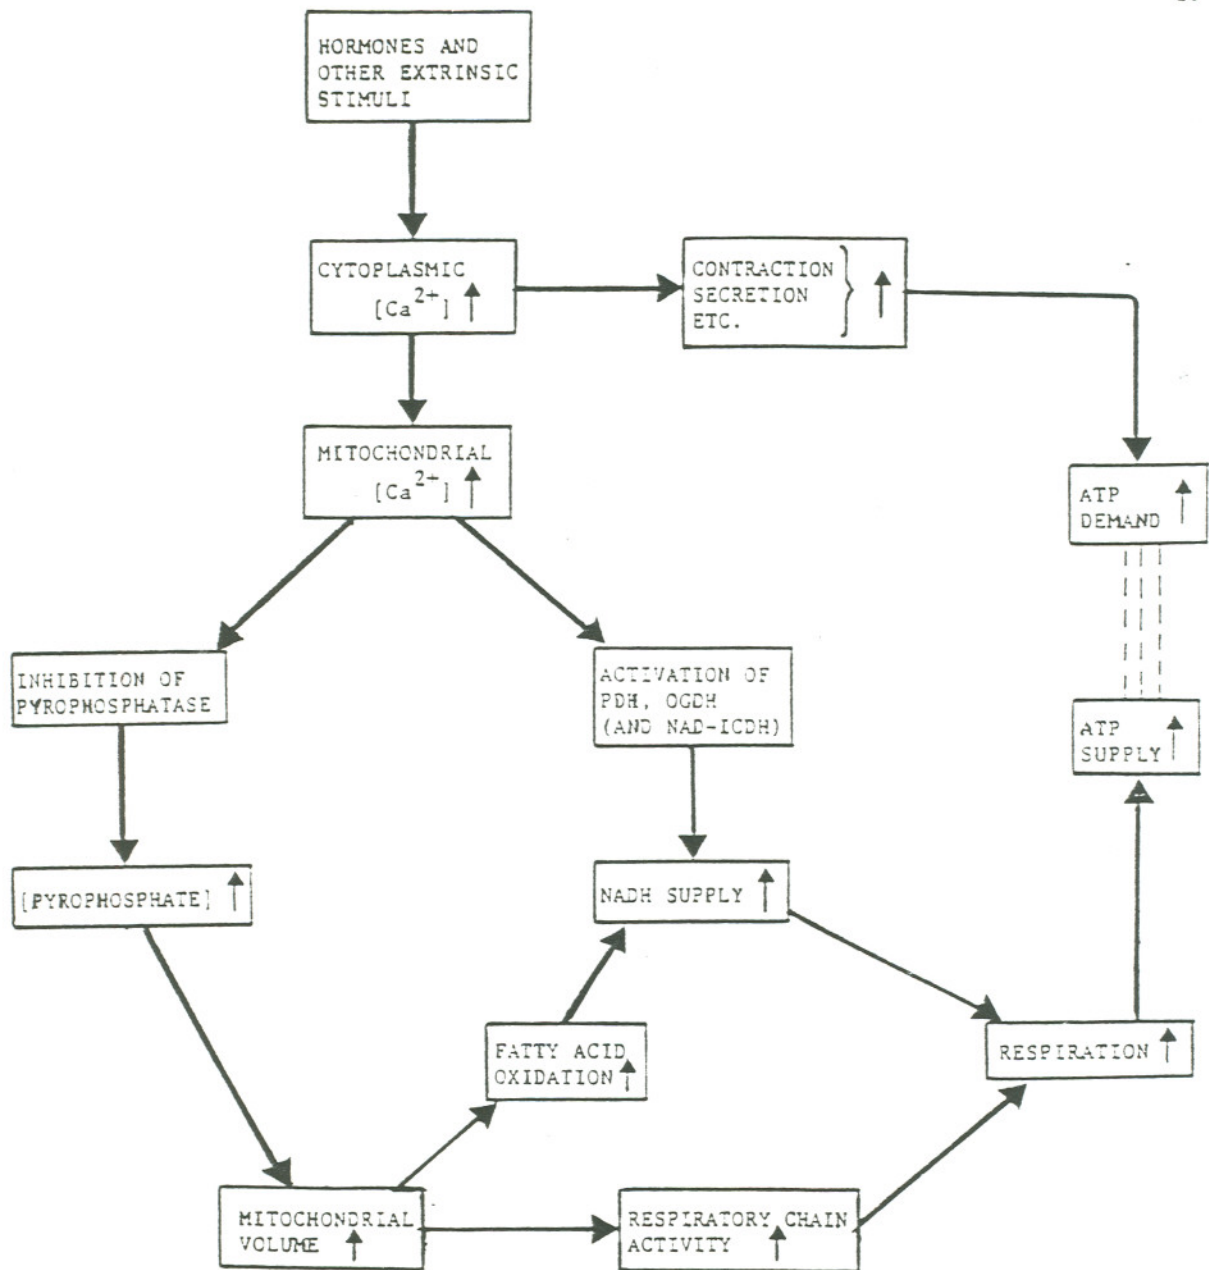 HORMONES AND
OTHER EXTRINSIC
STIMULI
CYTOPLASMIC
[Ca2+] ↑
CONTRACTION
SECRETION
ETC.
} ↑
MITOCHONDRIAL
[Ca2+] ↑
ATP
DEMAND ↑
INHIBITION OF
PYROPHOSPHATASE
ACTIVATION OF
PDH, OGDH
(AND NAD-ICDH)
ATP
SUPPLY ↑
[PYROPHOSPHATE] ↑
NADH SUPPLY ↑
FATTY ACID
OXIDATION ↑
RESPIRATION ↑
MITOCHONDRIAL
VOLUME ↑
RESPIRATORY CHAIN
ACTIVITY ↑